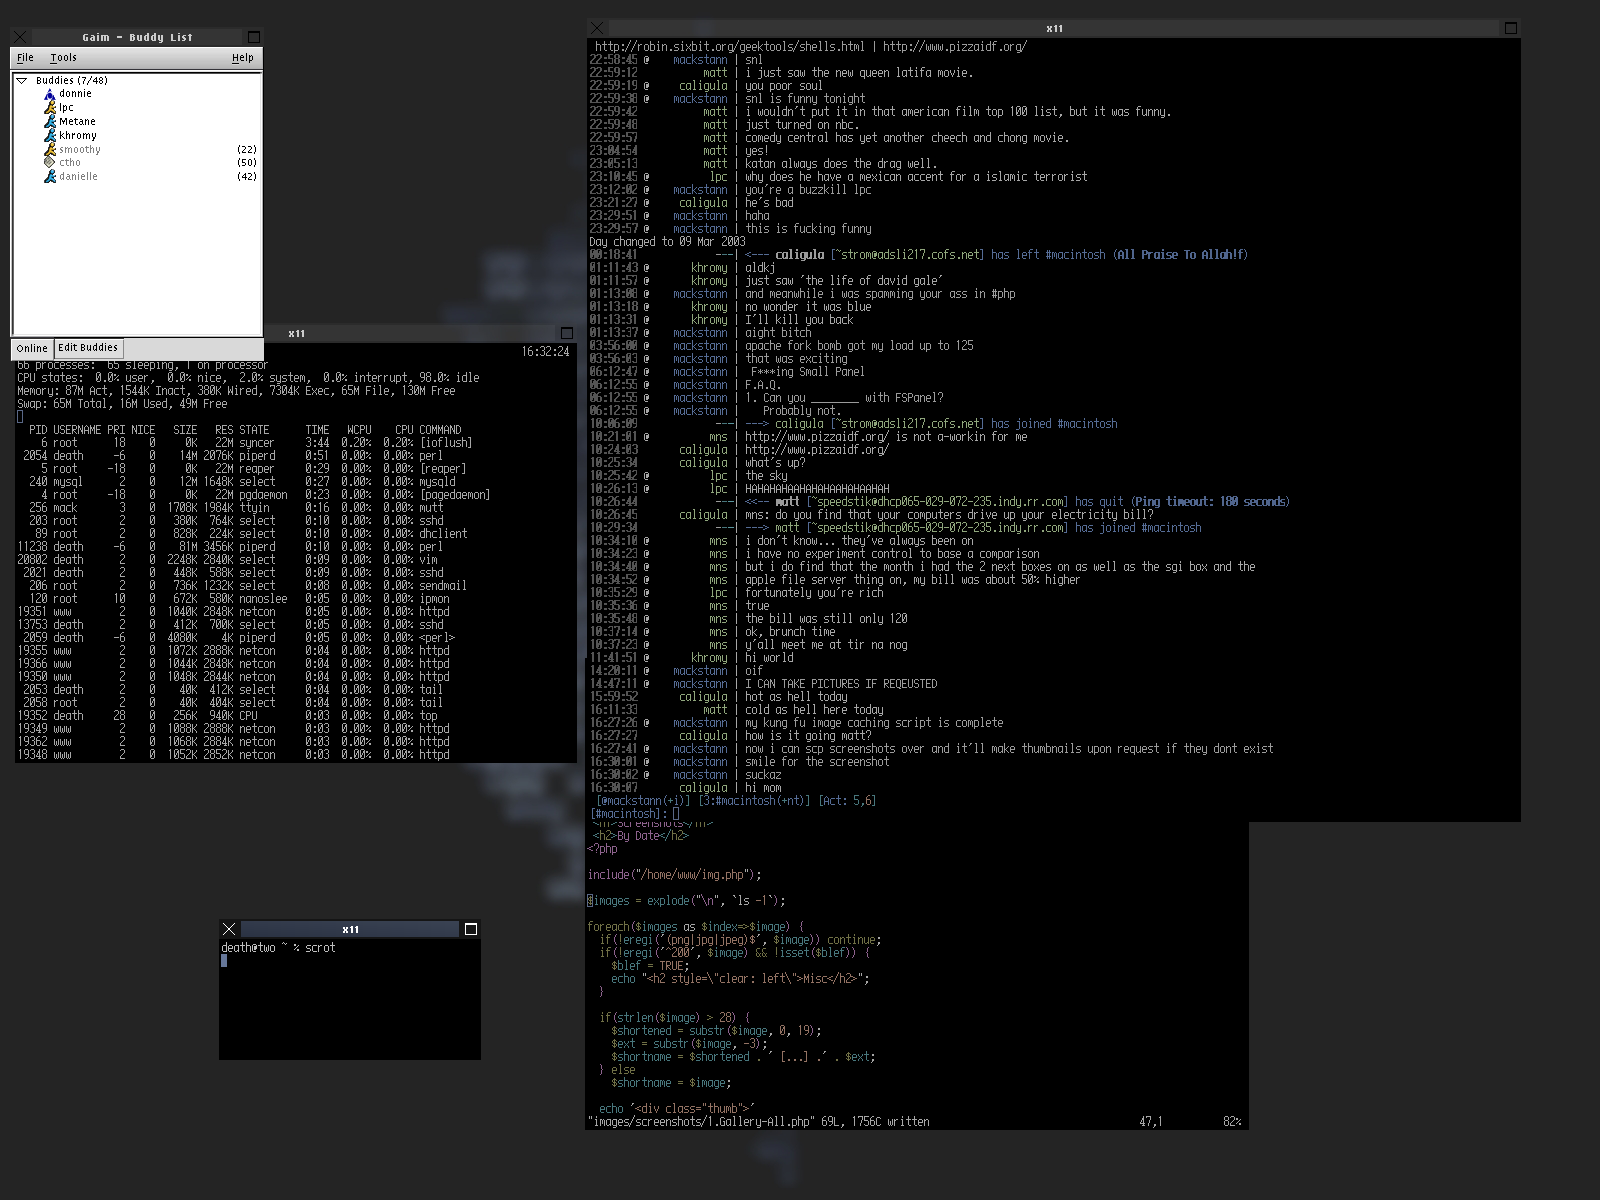 Gaim - Buddy List
File Tools Help
Buddies (7/48)
donnie
lpc
Metane
khromy
smoothy (22)
ctho (50)
danielle (42)
Online Edit Buddies
x11
16:32:24
66 processes: 65 sleeping, 1 on processor
CPU states: 0.0% user, 0.0% nice, 2.0% system, 0.0% interrupt, 98.0% idle
Memory: 87M Act, 1544K Inact, 380K Wired, 7304K Exec, 65M File, 130M Free
Swap: 65M Total, 16M Used, 49M Free
PID USERNAME PRI NICE SIZE RES STATE TIME WCPU CPU COMMAND
6 root 18 0 0K 22M syncer 3:44 0.20% 0.20% [ioflush]
2054 death -6 0 14M 2076K piperd 0:51 0.00% 0.00% perl
5 root -18 0 0K 22M reaper 0:29 0.00% 0.00% [reaper]
240 mysql 2 0 12M 1648K select 0:27 0.00% 0.00% mysqld
4 root -18 0 0K 22M pgdaemon 0:23 0.00% 0.00% [pagedaemon]
256 mack 3 0 1708K 1984K ttyin 0:16 0.00% 0.00% mutt
203 root 2 0 380K 764K select 0:10 0.00% 0.00% sshd
89 root 2 0 828K 224K select 0:10 0.00% 0.00% dhclient
11238 death -6 0 81M 3456K piperd 0:10 0.00% 0.00% perl
20802 death 2 0 2248K 2840K select 0:09 0.00% 0.00% vim
2021 death 2 0 448K 588K select 0:09 0.00% 0.00% sshd
206 root 2 0 736K 1232K select 0:08 0.00% 0.00% sendmail
120 root 10 0 672K 580K nanoslee 0:05 0.00% 0.00% ipmon
19351 www 2 0 1040K 2848K netcon 0:05 0.00% 0.00% httpd
13753 death 2 0 412K 700K select 0:05 0.00% 0.00% sshd
2059 death -6 0 4080K 4K piperd 0:05 0.00% 0.00% <perl>
19355 www 2 0 1072K 2888K netcon 0:04 0.00% 0.00% httpd
19366 www 2 0 1044K 2848K netcon 0:04 0.00% 0.00% httpd
19350 www 2 0 1048K 2844K netcon 0:04 0.00% 0.00% httpd
2053 death 2 0 40K 412K select 0:04 0.00% 0.00% tail
2058 root 2 0 40K 404K select 0:04 0.00% 0.00% tail
19352 death 28 0 256K 940K CPU 0:03 0.00% 0.00% top
19349 www 2 0 1088K 2888K netcon 0:03 0.00% 0.00% httpd
19362 www 2 0 1068K 2884K netcon 0:03 0.00% 0.00% httpd
19348 www 2 0 1052K 2852K netcon 0:03 0.00% 0.00% httpd
x11
death@two ~ % scrot
x11
http://robin.sixbit.org/geektools/shells.html | http://www.pizzaidf.org/
22:58:45 @ mackstann | snl
22:59:12 matt | i just saw the new queen latifa movie.
22:59:19 @ caligula | you poor soul
22:59:38 @ mackstann | snl is funny tonight
22:59:42 matt | i wouldn't put it in that american film top 100 list, but it was funny.
22:59:48 matt | just turned on nbc.
22:59:57 matt | comedy central has yet another cheech and chong movie.
23:04:54 matt | yes!
23:05:13 matt | katan always does the drag well.
23:10:45 @ lpc | why does he have a mexican accent for a islamic terrorist
23:12:02 @ mackstann | you're a buzzkill lpc
23:21:27 @ caligula | he's bad
23:29:51 @ mackstann | haha
23:29:57 @ mackstann | this is fucking funny
Day changed to 09 Mar 2003
00:18:41 ---| <--- caligula [~strom@adsli217.cofs.net] has left #macintosh (All Praise To Allah!f)
01:11:43 @ khromy | aldkj
01:11:57 @ khromy | just saw 'the life of david gale'
01:13:08 @ mackstann | and meanwhile i was spamming your ass in #php
01:13:18 @ khromy | no wonder it was blue
01:13:31 @ khromy | I'll kill you back
01:13:37 @ mackstann | aight bitch
03:56:00 @ mackstann | apache fork bomb got my load up to 125
03:56:03 @ mackstann | that was exciting
06:12:47 @ mackstann | F***ing Small Panel
06:12:55 @ mackstann | F.A.Q.
06:12:55 @ mackstann | 1. Can you ________ with FSPanel?
06:12:55 @ mackstann | Probably not.
10:06:09 ---| ---> caligula [~strom@adsli217.cofs.net] has joined #macintosh
10:21:01 @ mns | http://www.pizzaidf.org/ is not a-workin for me
10:24:03 caligula | http://www.pizzaidf.org/
10:25:34 caligula | what's up?
10:25:42 @ lpc | the sky
10:26:13 @ lpc | HAHAHAHAAHAHAHAAHAHAAHAH
10:26:44 ---| <<-- matt [~speedstik@dhcp065-029-072-235.indy.rr.com] has quit (Ping timeout: 180 seconds)
10:26:45 caligula | mns: do you find that your computers drive up your electricity bill?
10:29:34 ---| ---> matt [~speedstik@dhcp065-029-072-235.indy.rr.com] has joined #macintosh
10:34:10 @ mns | i don't know... they've always been on
10:34:23 @ mns | i have no experiment control to base a comparison
10:34:40 @ mns | but i do find that the month i had the 2 next boxes on as well as the sgi box and the
10:34:52 @ mns | apple file server thing on, my bill was about 50% higher
10:35:29 @ lpc | fortunately you're rich
10:35:36 @ mns | true
10:35:48 @ mns | the bill was still only 120
10:37:14 @ mns | ok, brunch time
10:37:23 @ mns | y'all meet me at tir na nog
11:41:51 @ khromy | hi world
14:20:11 @ mackstann | oif
14:47:11 @ mackstann | I CAN TAKE PICTURES IF REQEUSTED
15:59:52 caligula | hot as hell today
16:11:33 matt | cold as hell here today
16:27:26 @ mackstann | my kung fu image caching script is complete
16:27:27 caligula | how is it going matt?
16:27:41 @ mackstann | now i can scp screenshots over and it'll make thumbnails upon request if they dont exist
16:30:01 @ mackstann | smile for the screenshot
16:30:02 @ mackstann | suckaz
16:30:07 caligula | hi mom
[@mackstann(+i)] [3:#macintosh(+nt)] [Act: 5,6]
[#macintosh]:
<h1>Screenshots</h1>
<h2>By Date</h2>
<?php
include("/home/www/img.php");
$images = explode("\n", `ls -1`);
foreach($images as $index=>$image) {
if(!eregi('(png|jpg|jpeg)$', $image)) continue;
if(!eregi('^200', $image) && !isset($blef)) {
$blef = TRUE;
echo "<h2 style=\"clear: left\">Misc</h2>";
}
if(strlen($image) > 28) {
$shortened = substr($image, 0, 19);
$ext = substr($image, -3);
$shortname = $shortened . ' [...] .' . $ext;
} else
$shortname = $image;
echo '<div class="thumb">'
"images/screenshots/1.Gallery-All.php" 69L, 1756C written 47,1 82%